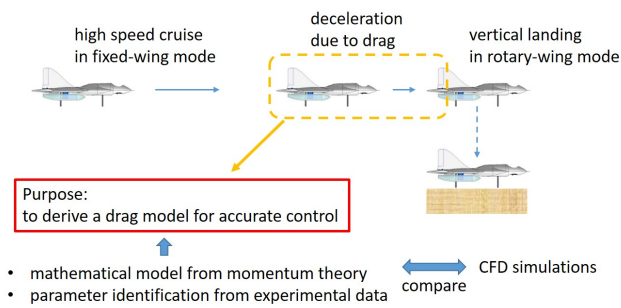 high speed cruise
in fixed-wing mode
deceleration
due to drag
vertical landing
in rotary-wing mode
Purpose:
to derive a drag model for accurate control
• mathematical model from momentum theory
• parameter identification from experimental data
compare
CFD simulations